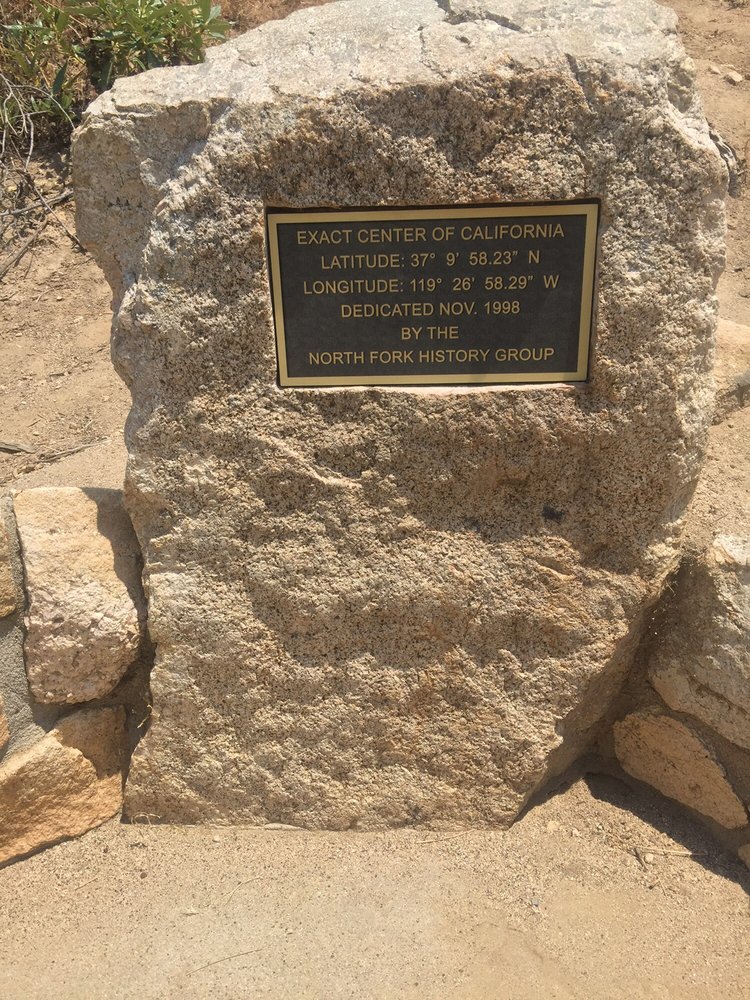 EXACT CENTER OF CALIFORNIA
LATITUDE: 37° 9' 58.23" N
LONGITUDE: 119° 26' 58.29" W
DEDICATED NOV. 1998
BY THE
NORTH FORK HISTORY GROUP